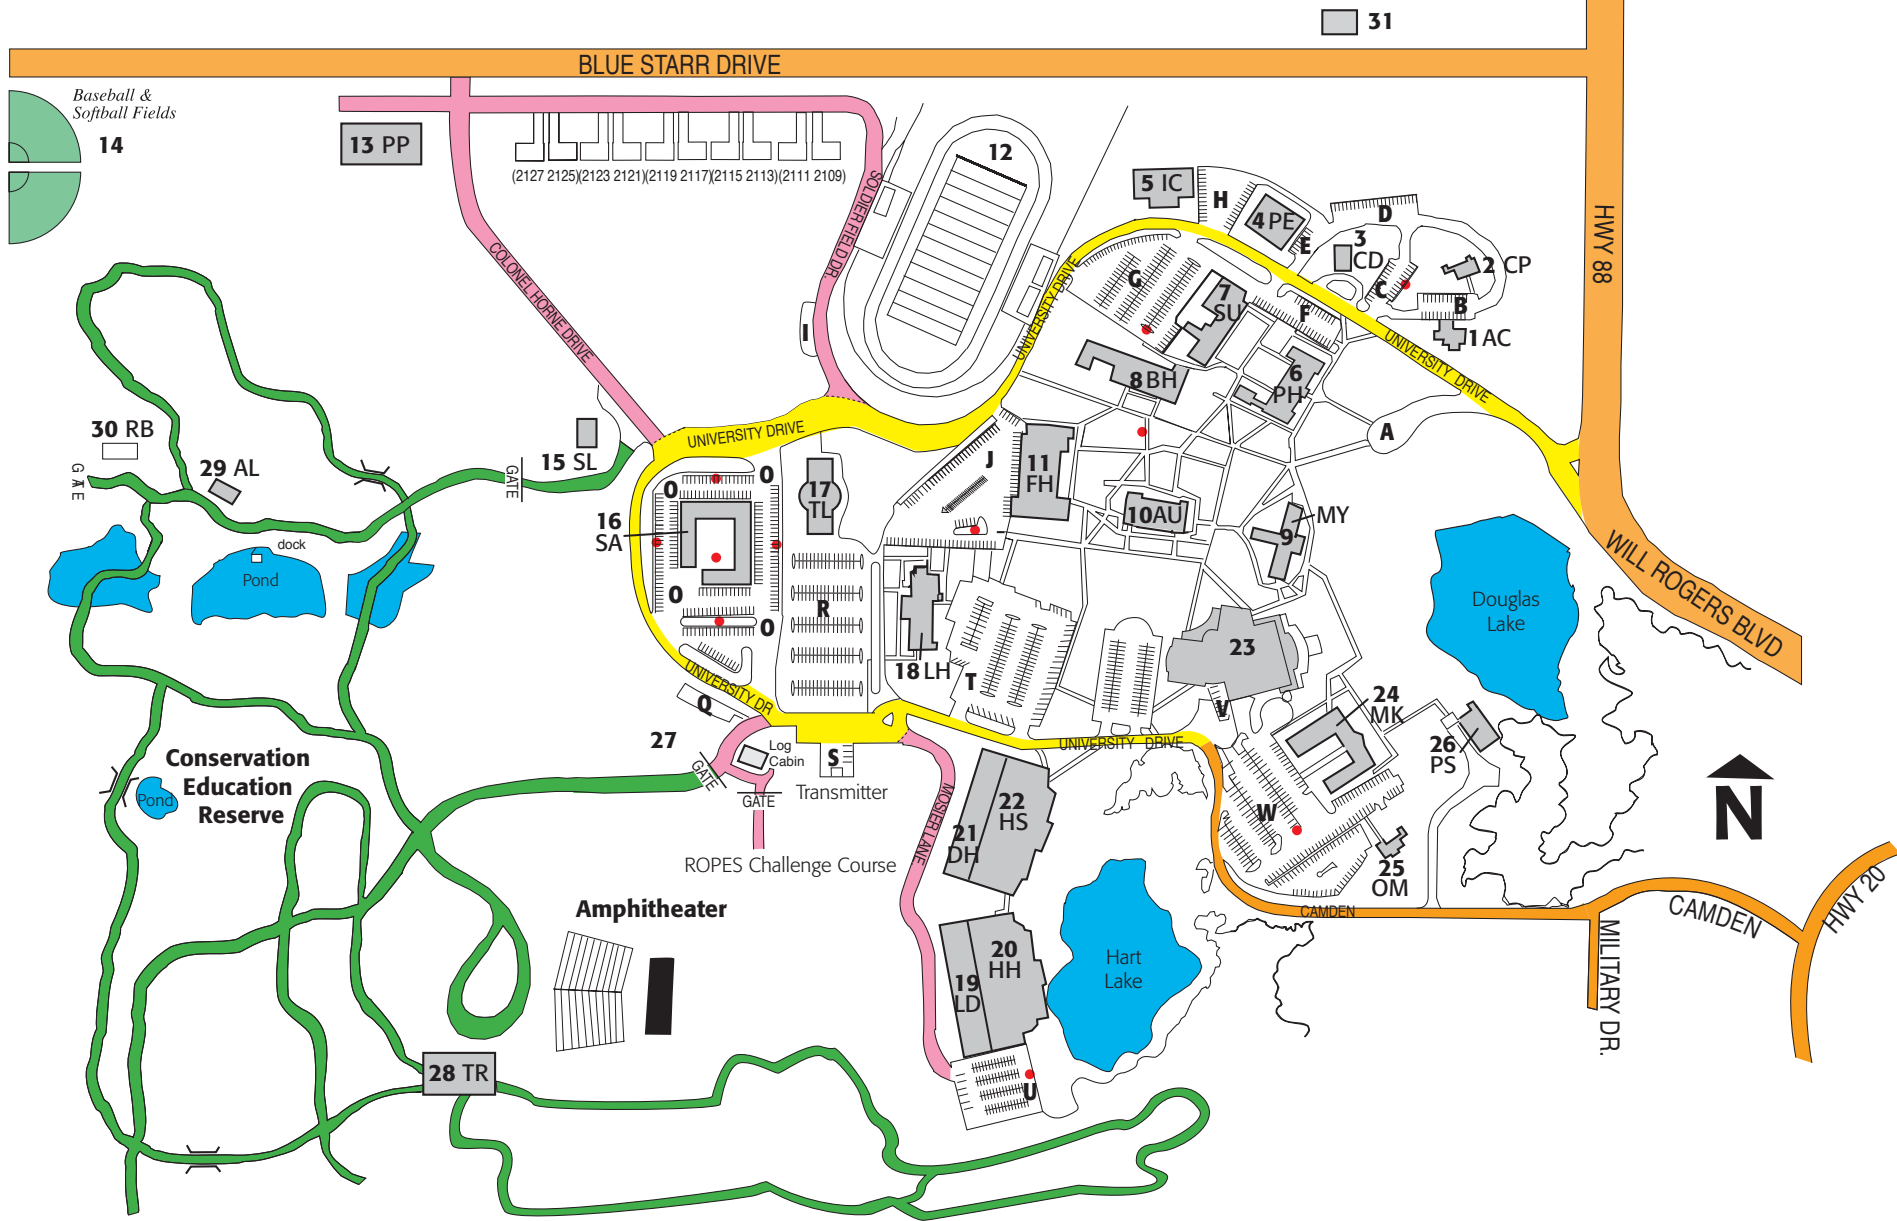 31
BLUE STARR DRIVE
Baseball &
Softball Fields
14
13 PP
(2127 2125)(2123 2121)(2119 2117)(2115 2113)(2111 2109)
12
SOLDIER FIELD DR.
COLONEL HORNE DRIVE
5 IC
H
4 PE
E
D
3
CD
2 CP
C
B
1 AC
HWY 88
G
7
SU
F
UNIVERSITY DRIVE
UNIVERSITY DRIVE
I
8 BH
6
PH
A
30 RB
GATE
29 AL
15 SL
GATE
UNIVERSITY DRIVE
J
11
FH
10 AU
MY
9
O
O
17
TL
16
SA
O
O
R
dock
Pond
18 LH
T
23
Douglas
Lake
WILL ROGERS BLVD
UNIVERSITY DR
Q
V
24
MK
26
PS
27
Log
Cabin
S
GATE
GATE
Transmitter
UNIVERSITY DRIVE
Conservation
Education
Reserve
Pond
ROPES Challenge Course
MOSIER LANE
22
HS
21
DH
W
25
OM
N
Amphitheater
CAMDEN
CAMDEN
HWY 20
MILITARY DR.
20
HH
19
LD
Hart
Lake
28 TR
U